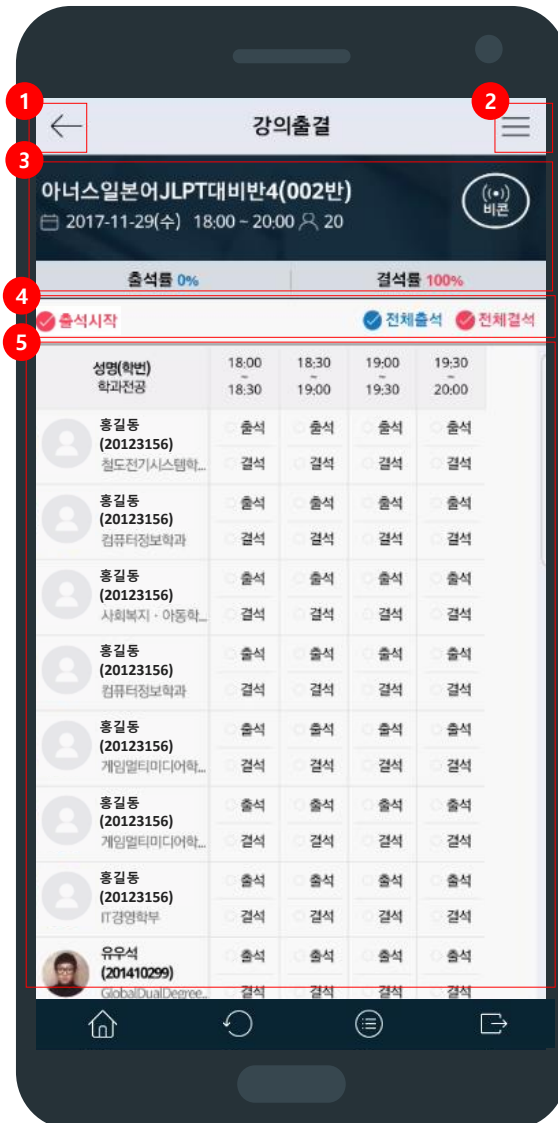 1
2
강의출결
3
아너스일본어JLPT대비반4(002반)
2017-11-29(수) 18:00 ~ 20:00 20
비콘
출석률 0% 결석률 100%
4
출석시작 전체출석 전체결석
5
성명(학번)
학과전공
18:00 ~ 18:30
18:30 ~ 19:00
19:00 ~ 19:30
19:30 ~ 20:00
홍길동
(20123156)
철도전기시스템학...
출석 출석 출석 출석
결석 결석 결석 결석
홍길동
(20123156)
컴퓨터정보학과
출석 출석 출석 출석
결석 결석 결석 결석
홍길동
(20123156)
사회복지·아동학...
출석 출석 출석 출석
결석 결석 결석 결석
홍길동
(20123156)
컴퓨터정보학과
출석 출석 출석 출석
결석 결석 결석 결석
홍길동
(20123156)
게임멀티미디어학...
출석 출석 출석 출석
결석 결석 결석 결석
홍길동
(20123156)
게임멀티미디어학...
출석 출석 출석 출석
결석 결석 결석 결석
홍길동
(20123156)
IT경영학부
출석 출석 출석 출석
결석 결석 결석 결석
유우석
(201410299)
GlobalDualDegree...
출석 출석 출석 출석
결석 결석 결석 결석